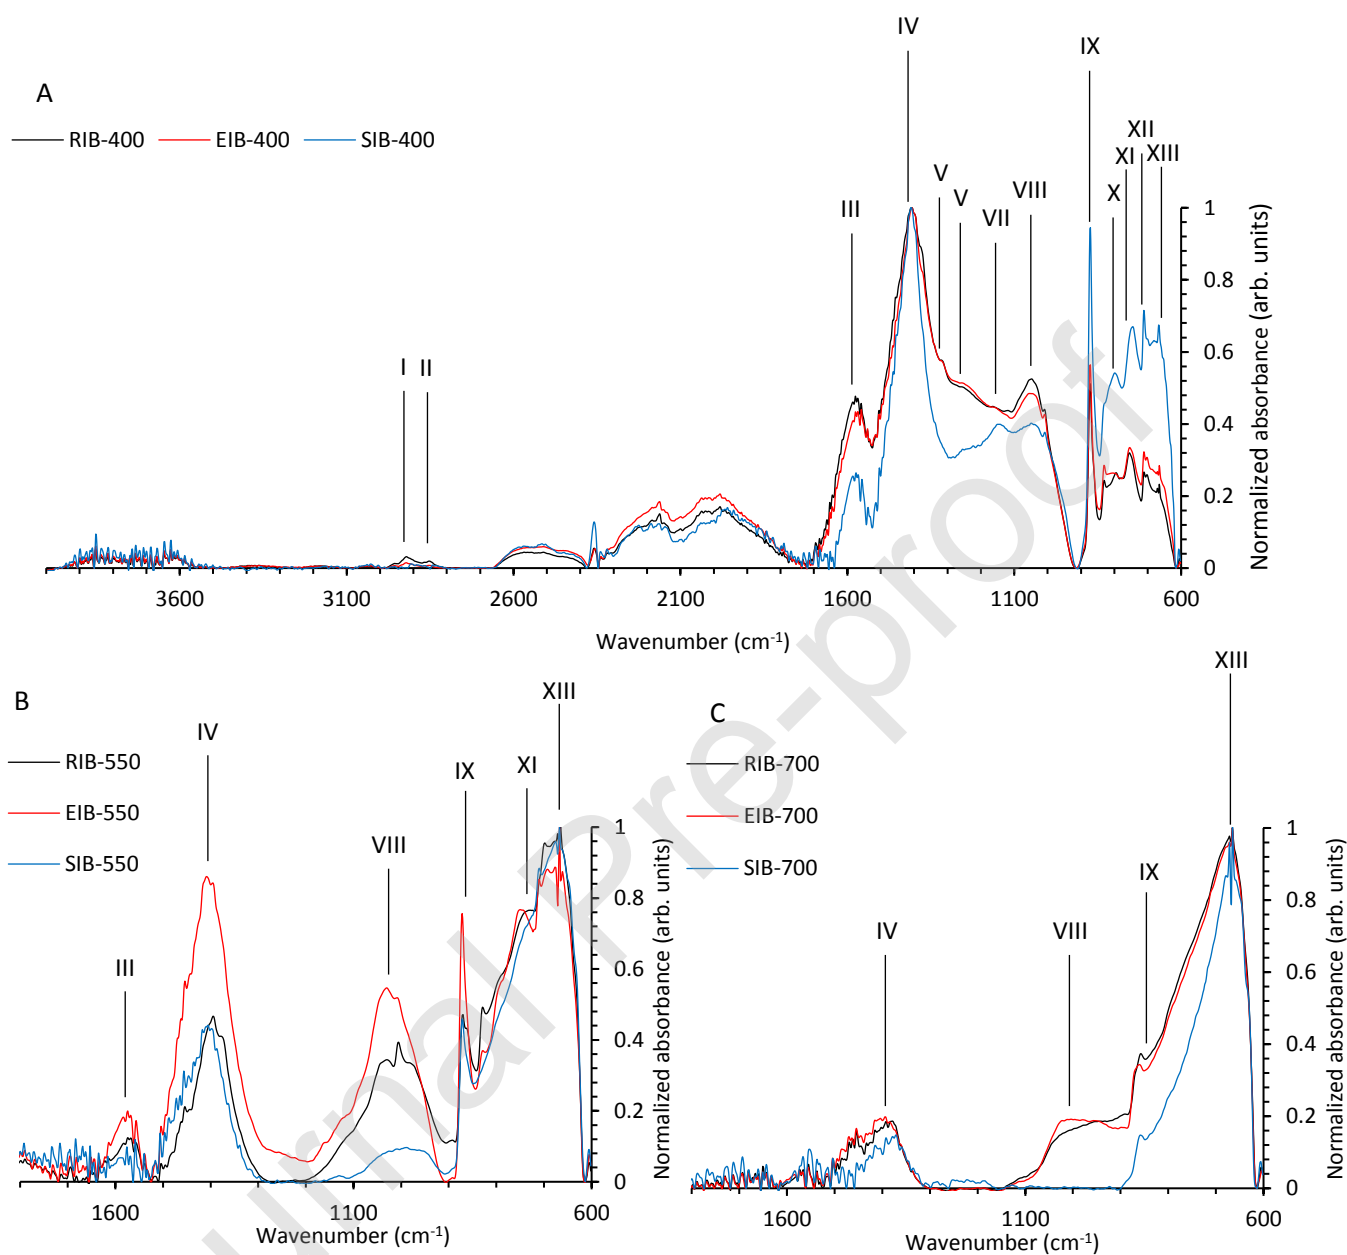 A
RIB-400 EIB-400 SIB-400
I II III IV V V VII VIII IX X XI XII XIII
1
0.8
0.6
0.4
0.2
0
Normalized absorbance (arb. units)
3600 3100 2600 2100 1600 1100 600
Wavenumber (cm-1)
B
RIB-550
EIB-550
SIB-550
III IV VIII IX XI XIII
1
0.8
0.6
0.4
0.2
0
Normalized absorbance (arb. units)
1600 1100 600
Wavenumber (cm-1)
C
RIB-700
EIB-700
SIB-700
IV VIII IX XIII
1
0.8
0.6
0.4
0.2
0
Normalized absorbance (arb. units)
1600 1100 600
Wavenumber (cm-1)
urnal Pre-proof